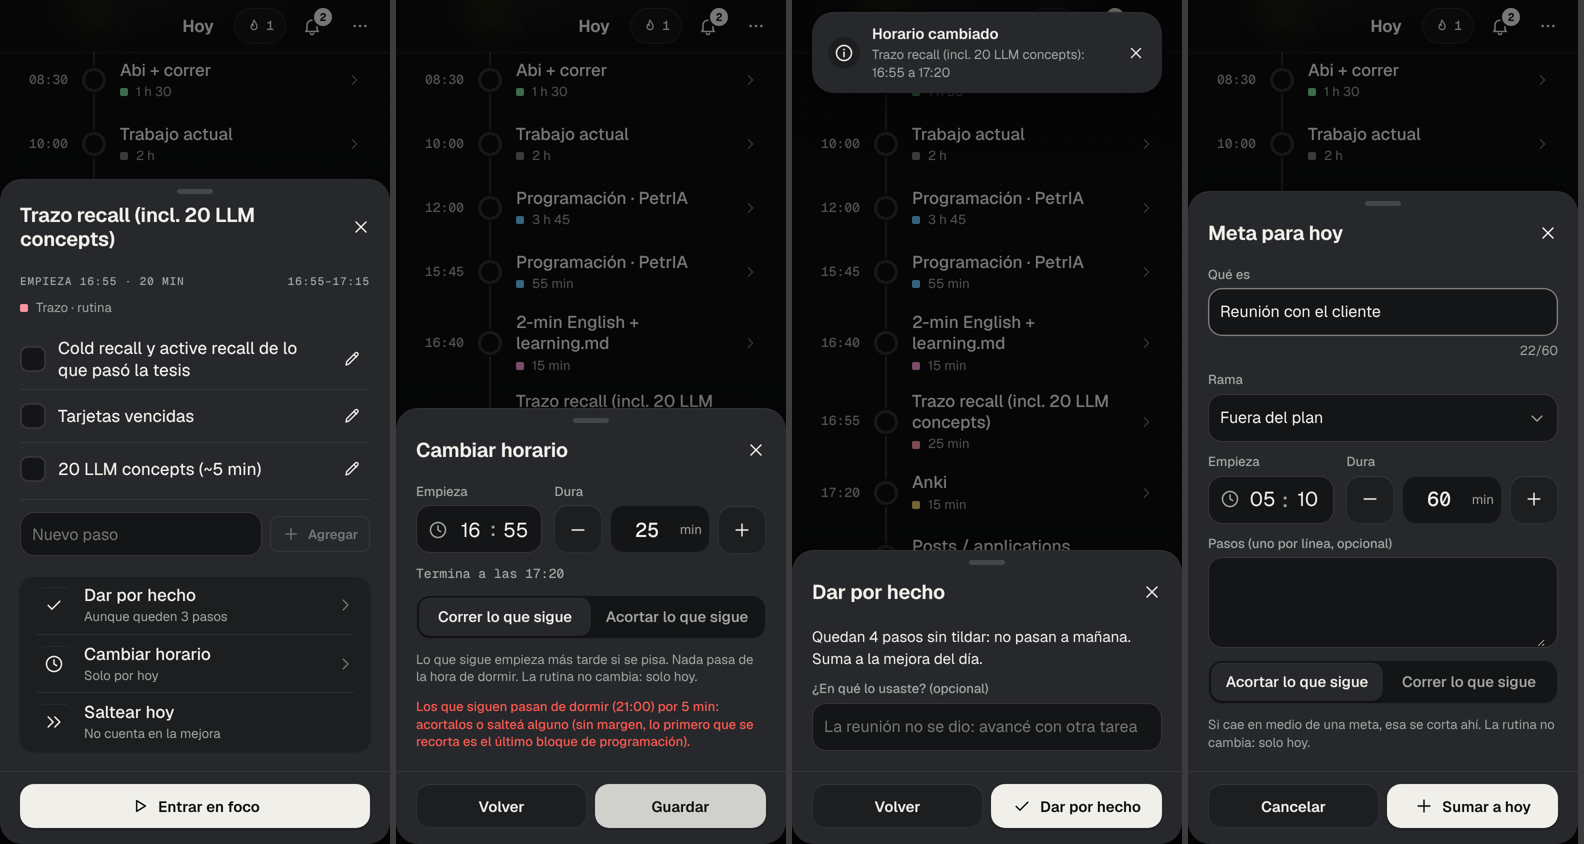 Hoy
1
2
08:30
Abi + correr
1 h 30
10:00
Trabajo actual
2 h
Trazo recall (incl. 20 LLM
concepts)
EMPIEZA 16:55 · 20 MIN
16:55–17:15
Trazo · rutina
Cold recall y active recall de lo
que pasó la tesis
Tarjetas vencidas
20 LLM concepts (~5 min)
Nuevo paso
Agregar
Dar por hecho
Aunque queden 3 pasos
Cambiar horario
Solo por hoy
Saltear hoy
No cuenta en la mejora
Entrar en foco
Hoy
1
2
08:30
Abi + correr
1 h 30
10:00
Trabajo actual
2 h
12:00
Programación · PetrIA
3 h 45
15:45
Programación · PetrIA
55 min
16:40
2-min English +
learning.md
15 min
Trazo recall (incl. 20 LLM
Cambiar horario
Empieza
Dura
16 : 55
25 min
Termina a las 17:20
Correr lo que sigue
Acortar lo que sigue
Lo que sigue empieza más tarde si se pisa. Nada pasa de
la hora de dormir. La rutina no cambia: solo hoy.
Los que siguen pasan de dormir (21:00) por 5 min:
acortalos o salteá alguno (sin margen, lo primero que se
recorta es el último bloque de programación).
Volver
Guardar
Horario cambiado
Trazo recall (incl. 20 LLM concepts):
16:55 a 17:20
1 h 30
10:00
Trabajo actual
2 h
12:00
Programación · PetrIA
3 h 45
15:45
Programación · PetrIA
55 min
16:40
2-min English +
learning.md
15 min
16:55
Trazo recall (incl. 20 LLM
concepts)
25 min
17:20
Anki
15 min
Posts / applications
Dar por hecho
Quedan 4 pasos sin tildar: no pasan a mañana.
Suma a la mejora del día.
¿En qué lo usaste? (opcional)
La reunión no se dio: avancé con otra tarea
Volver
Dar por hecho
Hoy
1
2
08:30
Abi + correr
1 h 30
10:00
Trabajo actual
2 h
Meta para hoy
Qué es
Reunión con el cliente
22/60
Rama
Fuera del plan
Empieza
Dura
05 : 10
60 min
Pasos (uno por línea, opcional)
Acortar lo que sigue
Correr lo que sigue
Si cae en medio de una meta, esa se corta ahí. La rutina no
cambia: solo hoy.
Cancelar
Sumar a hoy